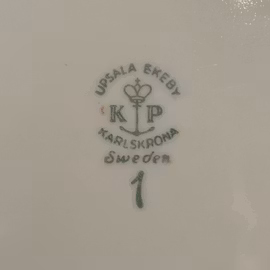 UPSALA EKEBY
K P
KARLSKRONA
Sweden
1